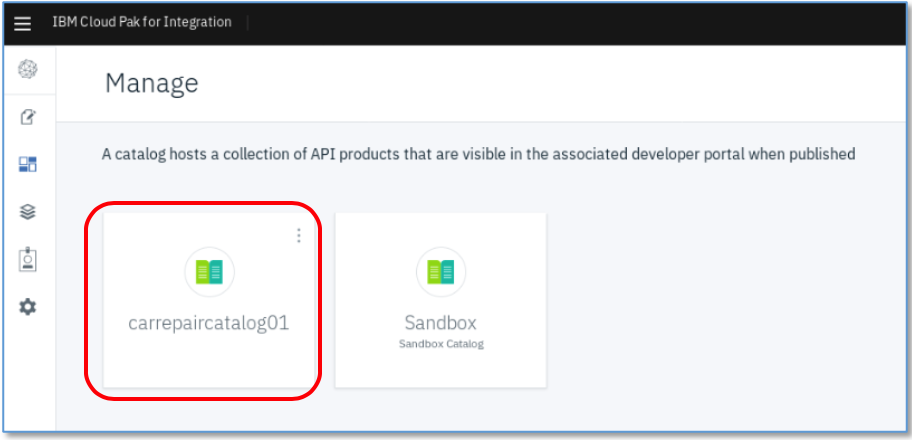 IBM Cloud Pak for Integration
Manage
A catalog hosts a collection of API products that are visible in the associated developer portal when published
carrepaircatalog01
Sandbox
Sandbox Catalog